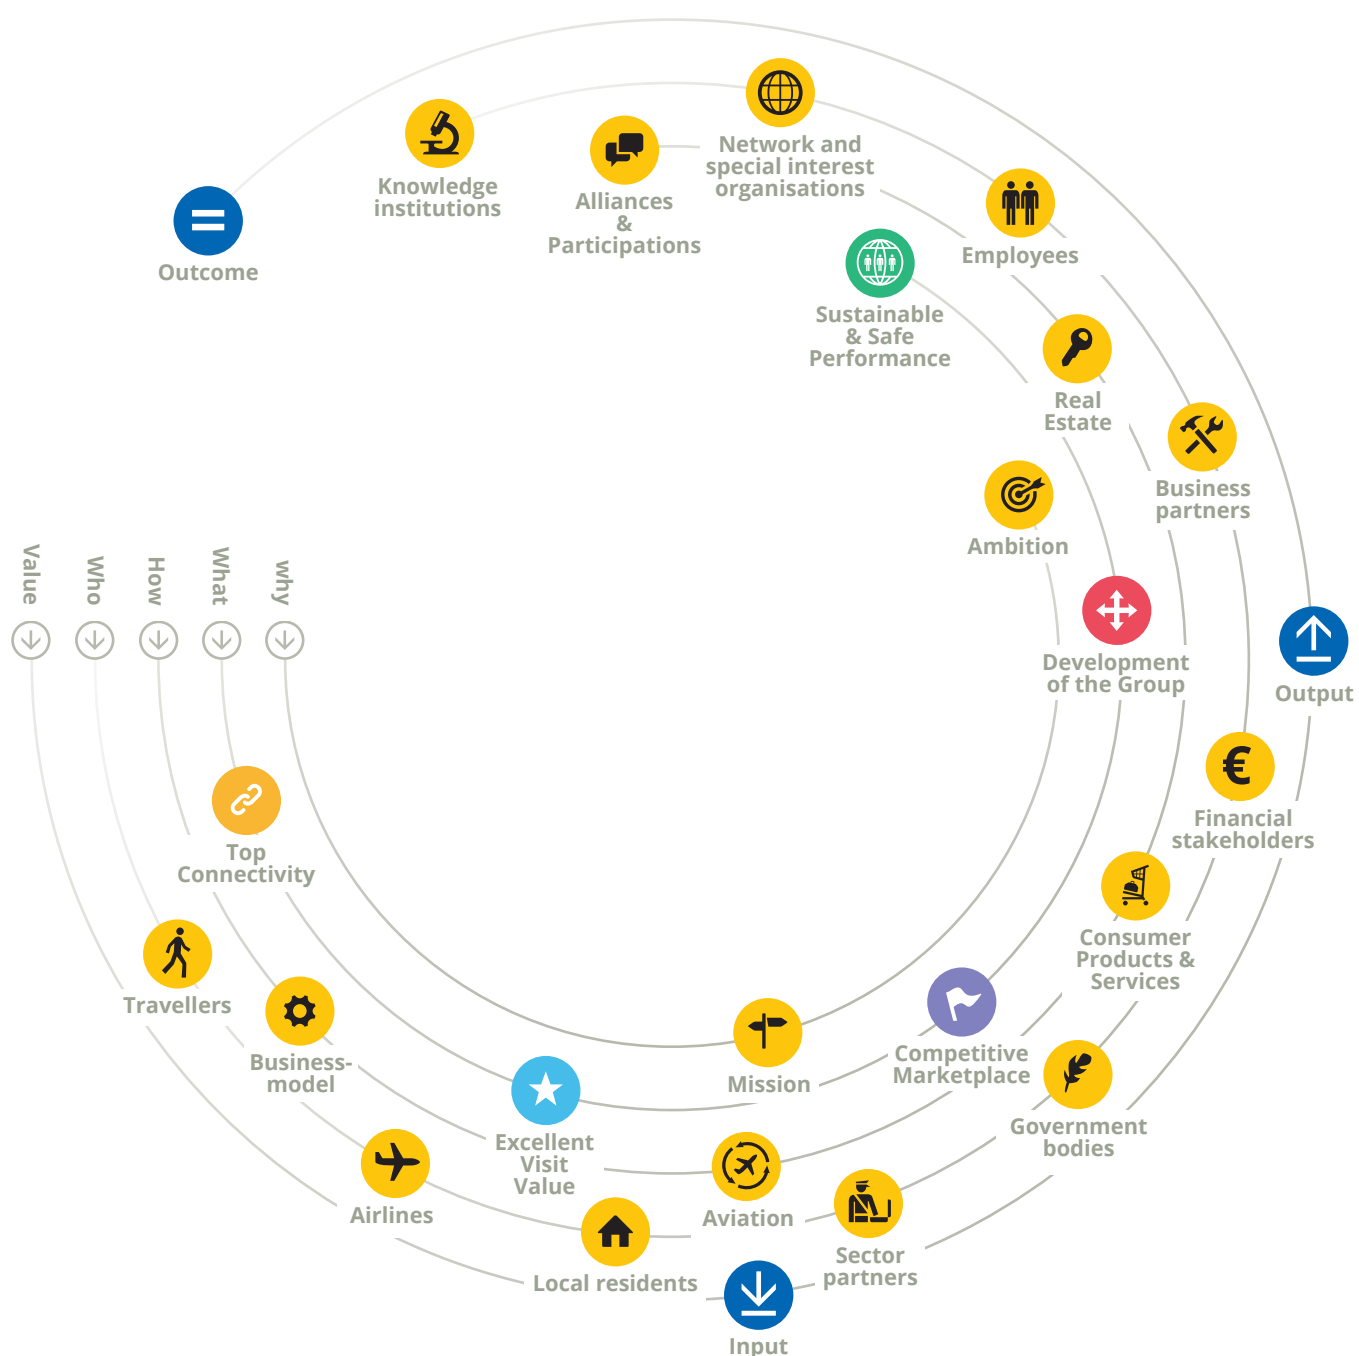 Network and
special interest
organisations
Knowledge
institutions
Alliances
&
Participations
Employees
Outcome
Sustainable
& Safe
Performance
Real
Estate
Business
partners
Ambition
Value
Who
How
What
why
Development
of the Group
Output
Financial
stakeholders
Top
Connectivity
Consumer
Products &
Services
Travellers
Business-
model
Competitive
Marketplace
Mission
Government
bodies
Excellent
Visit
Value
Airlines
Aviation
Sector
partners
Local residents
Input